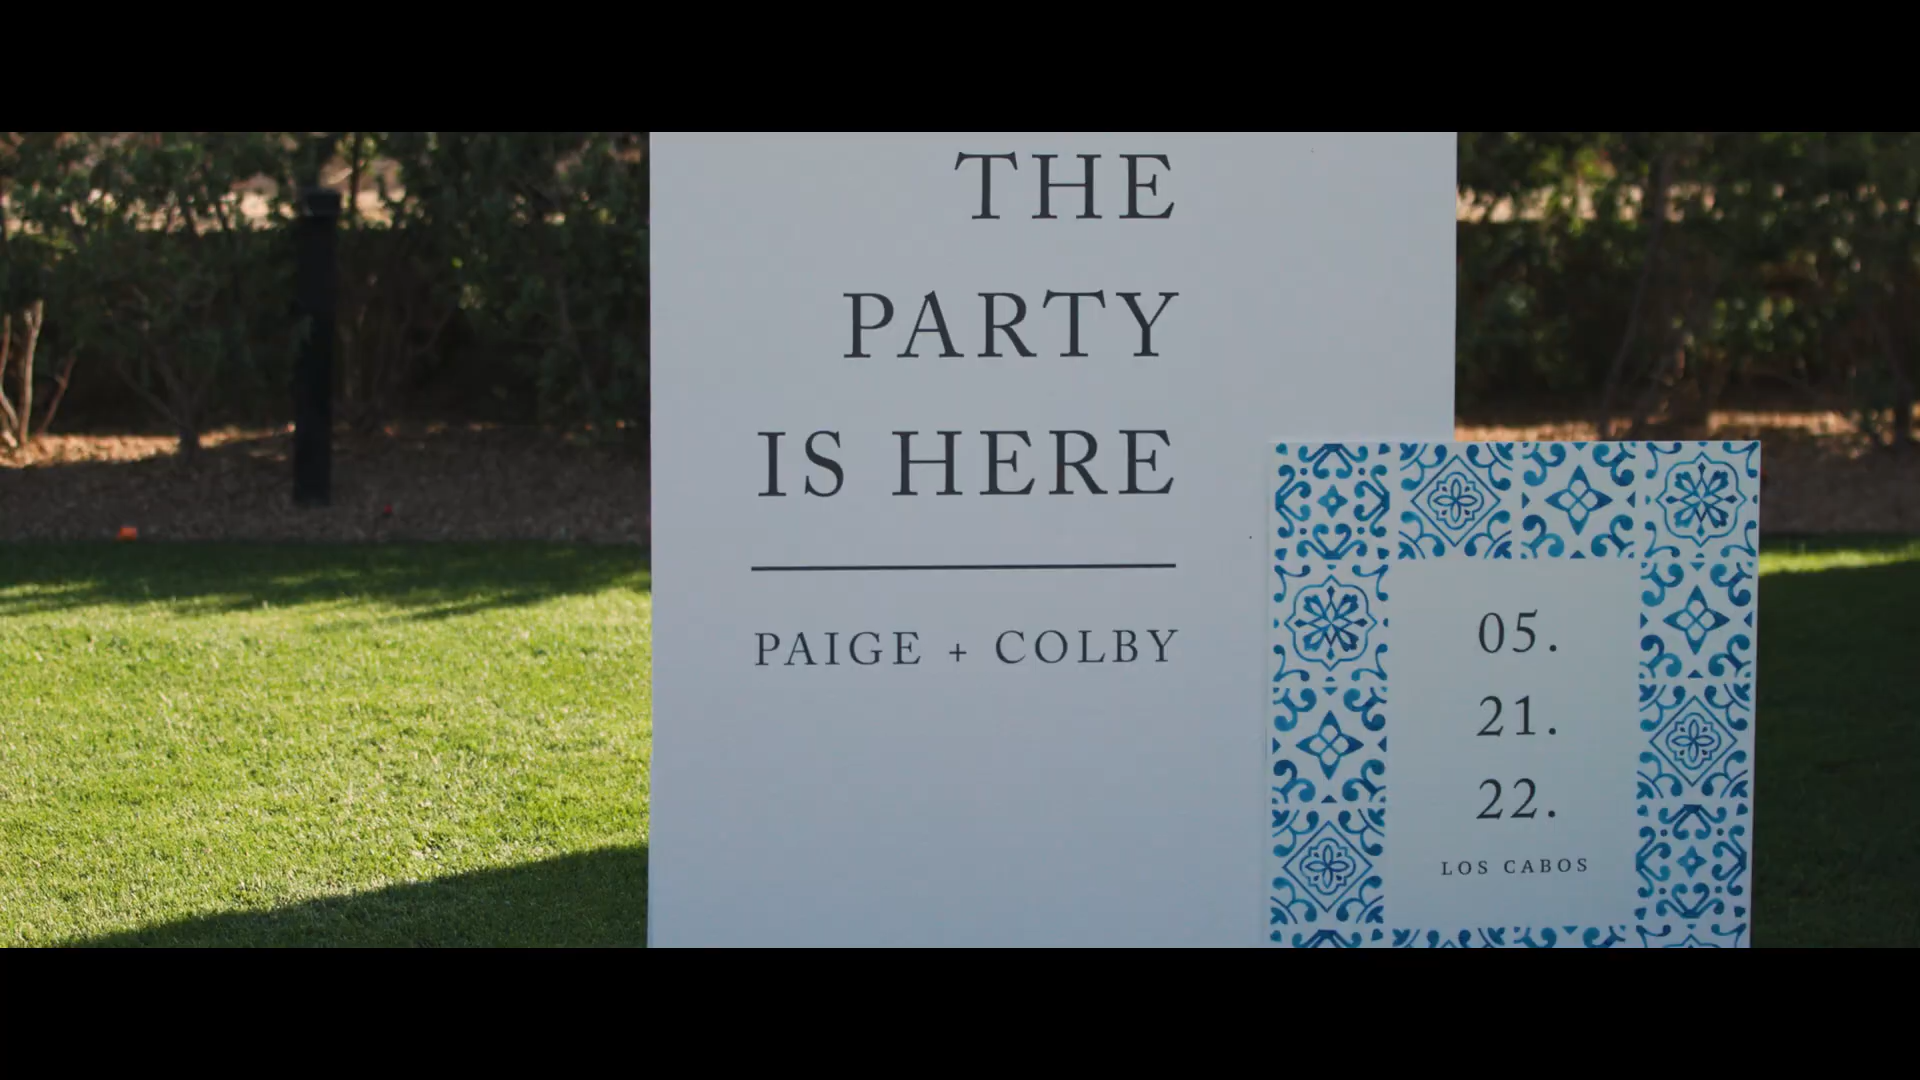 THE
PARTY
IS HERE
PAIGE + COLBY
05.
21.
22.
LOS CABOS